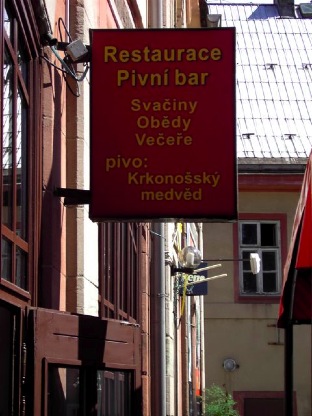 Restaurace
Pivní bar
Svačiny
Obědy
Večeře
pivo:
Krkonošský
medvěd